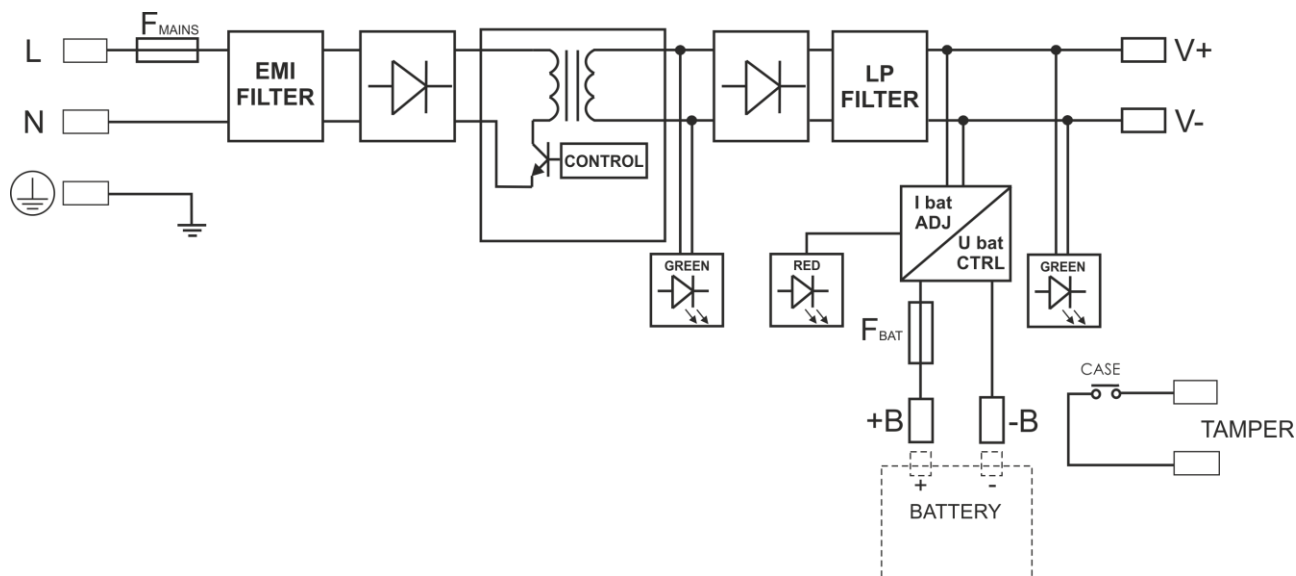 L
F MAINS
EMI
FILTER
LP
FILTER
V+
N
V-
CONTROL
I bat
ADJ
U bat
CTRL
GREEN
RED
GREEN
F BAT
CASE
+B
-B
TAMPER
+
-
BATTERY